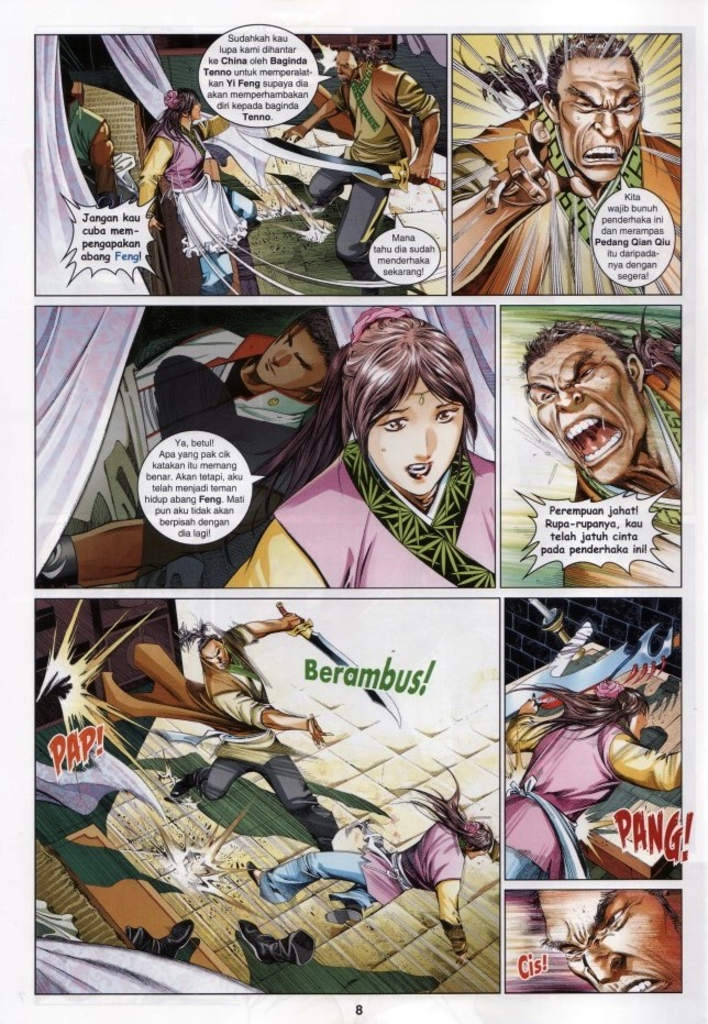 Sudahkah kau
lupa kami dihantar
ke China oleh Baginda
Tenno untuk memperalat-
kan Yi Feng supaya dia
akan memperhambakan
diri kepada baginda
Tenno.
Jangan kau
cuba mem-
pengapakan
abang Feng!
Mana
tahu dia sudah
menderhaka
sekarang!
Kita
wajib bunuh
penderhaka ini
dan merampas
Pedang Qian Qiu
itu daripada-
nya dengan
segera!
Ya, betul!
Apa yang pak cik
katakan itu memang
benar. Akan tetapi, aku
telah menjadi teman
hidup abang Feng. Mati
pun aku tidak akan
berpisah dengan
dia lagi!
Perempuan jahat!
Rupa-rupanya, kau
telah jatuh cinta
pada penderhaka ini!
Berambus!
PAP!
PANG!
Cis!
8